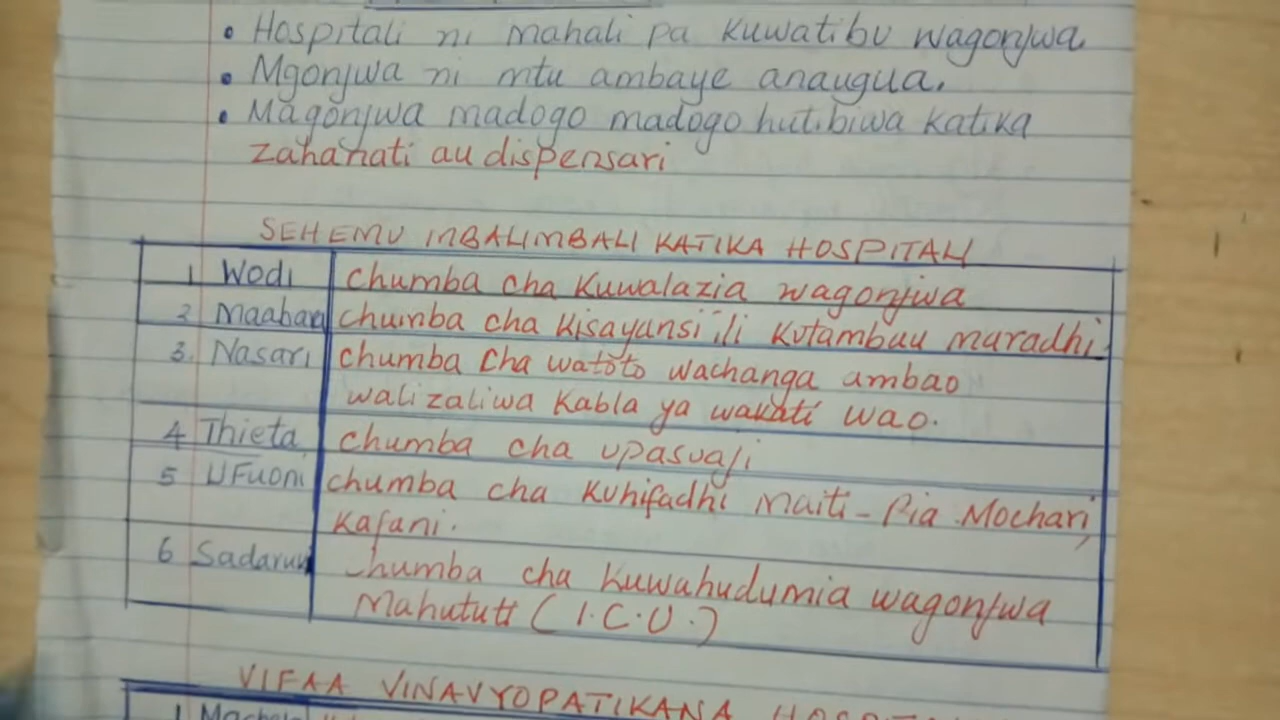 • Hospitali ni mahali pa kuwatibu wagonjwa
• Mgonjwa ni mtu ambaye anaugua.
• Magonjwa madogo madogo hutibiwa katika
zahanati au dispensari
SEHEMU MBALIMBALI KATIKA HOSPITALI
1 Wodi chumba cha kuwalazia wagonjwa
2 Maabara chumba cha kisayansi ili kutambau maradhi
3. Nasari chumba cha watoto wachanga ambao
walizaliwa kabla ya wakati wao.
4 Thieta chumba cha upasuaji
5 Ufuoni chumba cha kuhifadhi maiti - Pia Mochari,
kafani.
6 Sadaruki chumba cha kuwahudumia wagonjwa
Mahututi (I.C.U.)
VIFAA VINAVYOPATIKANA
1